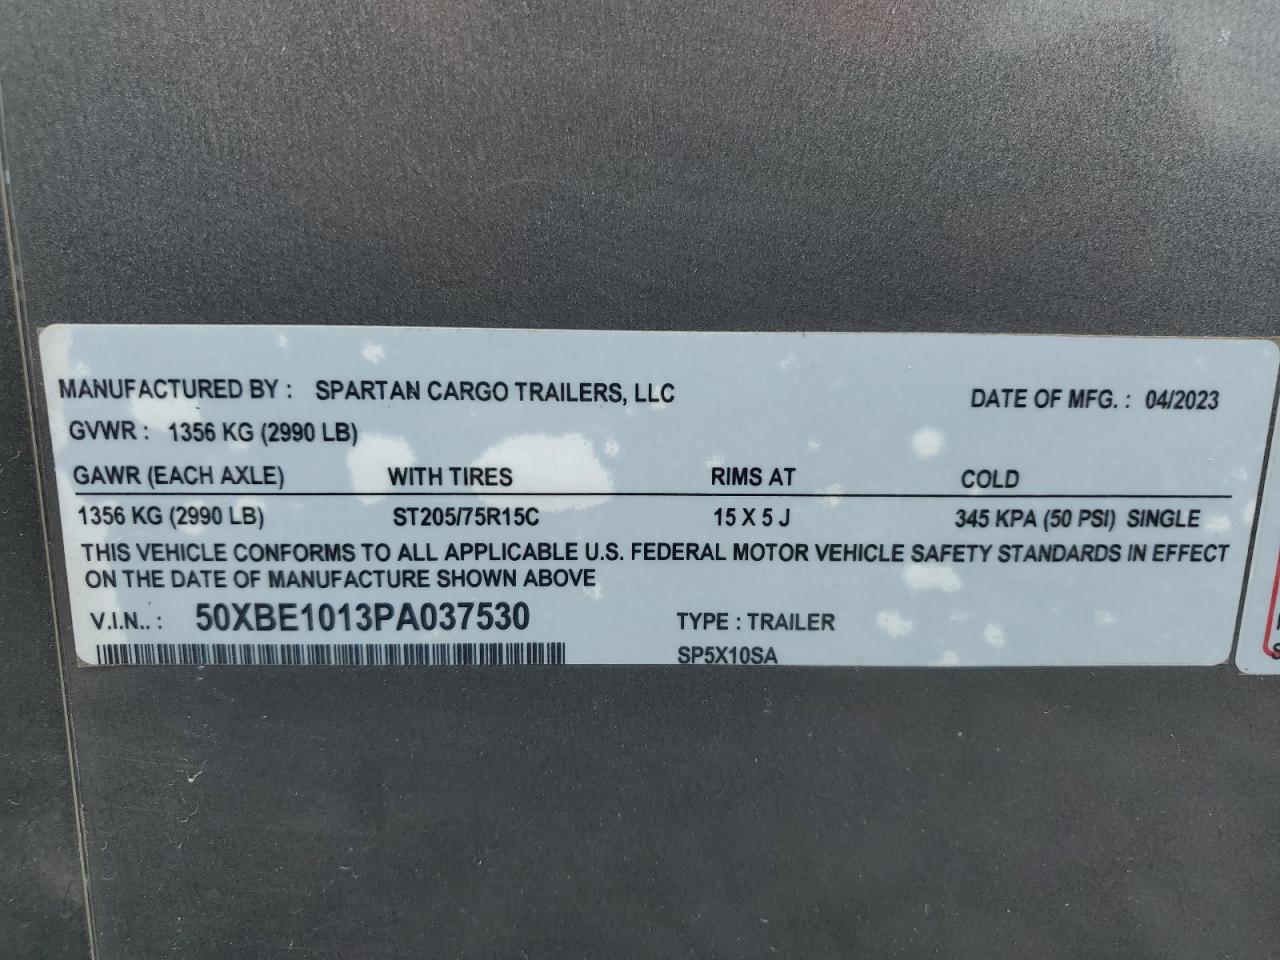 MANUFACTURED BY : SPARTAN CARGO TRAILERS, LLC DATE OF MFG. : 04/2023
GVWR : 1356 KG (2990 LB)
GAWR (EACH AXLE) WITH TIRES RIMS AT COLD
1356 KG (2990 LB) ST205/75R15C 15 X 5 J 345 KPA (50 PSI) SINGLE
THIS VEHICLE CONFORMS TO ALL APPLICABLE U.S. FEDERAL MOTOR VEHICLE SAFETY STANDARDS IN EFFECT
ON THE DATE OF MANUFACTURE SHOWN ABOVE
V.I.N.. : 50XBE1013PA037530 TYPE : TRAILER
SP5X10SA